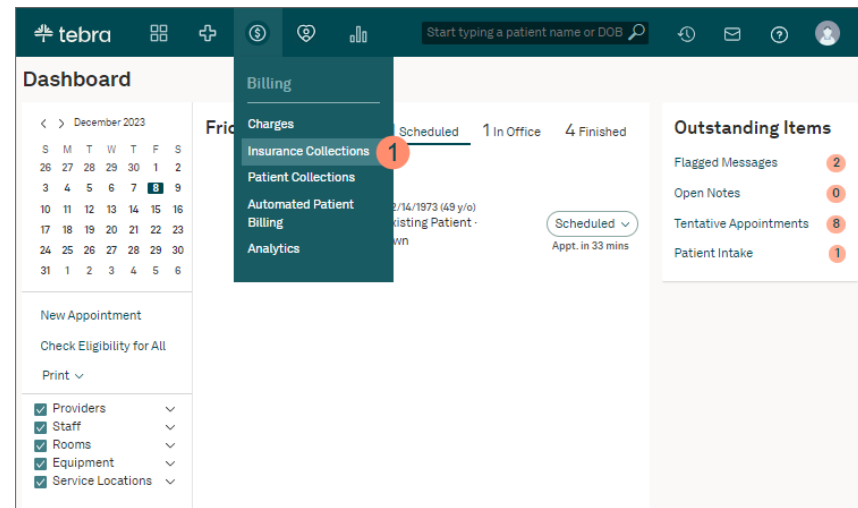 tebra
Start typing a patient name or DOB
Dashboard
December 2023
S M T W T F S
26 27 28 29 30 1 2
3 4 5 6 7 8 9
10 11 12 13 14 15 16
17 18 19 20 21 22 23
24 25 26 27 28 29 30
31 1 2 3 4 5 6
New Appointment
Check Eligibility for All
Print
Providers
Staff
Rooms
Equipment
Service Locations
Billing
Charges
Insurance Collections 1
Patient Collections
Automated Patient
Billing
Analytics
Scheduled 1 In Office 4 Finished
2/14/1973 (49 y/o)
Existing Patient ·
Scheduled
Appt. in 33 mins
Outstanding Items
Flagged Messages 2
Open Notes 0
Tentative Appointments 8
Patient Intake 1